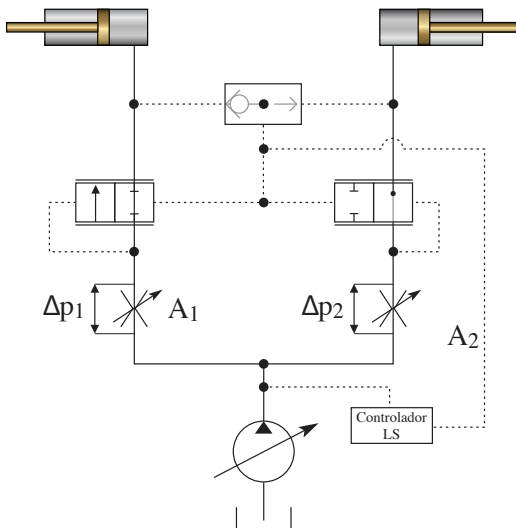 Δp1
A1
Δp2
A2
Controlador
LS